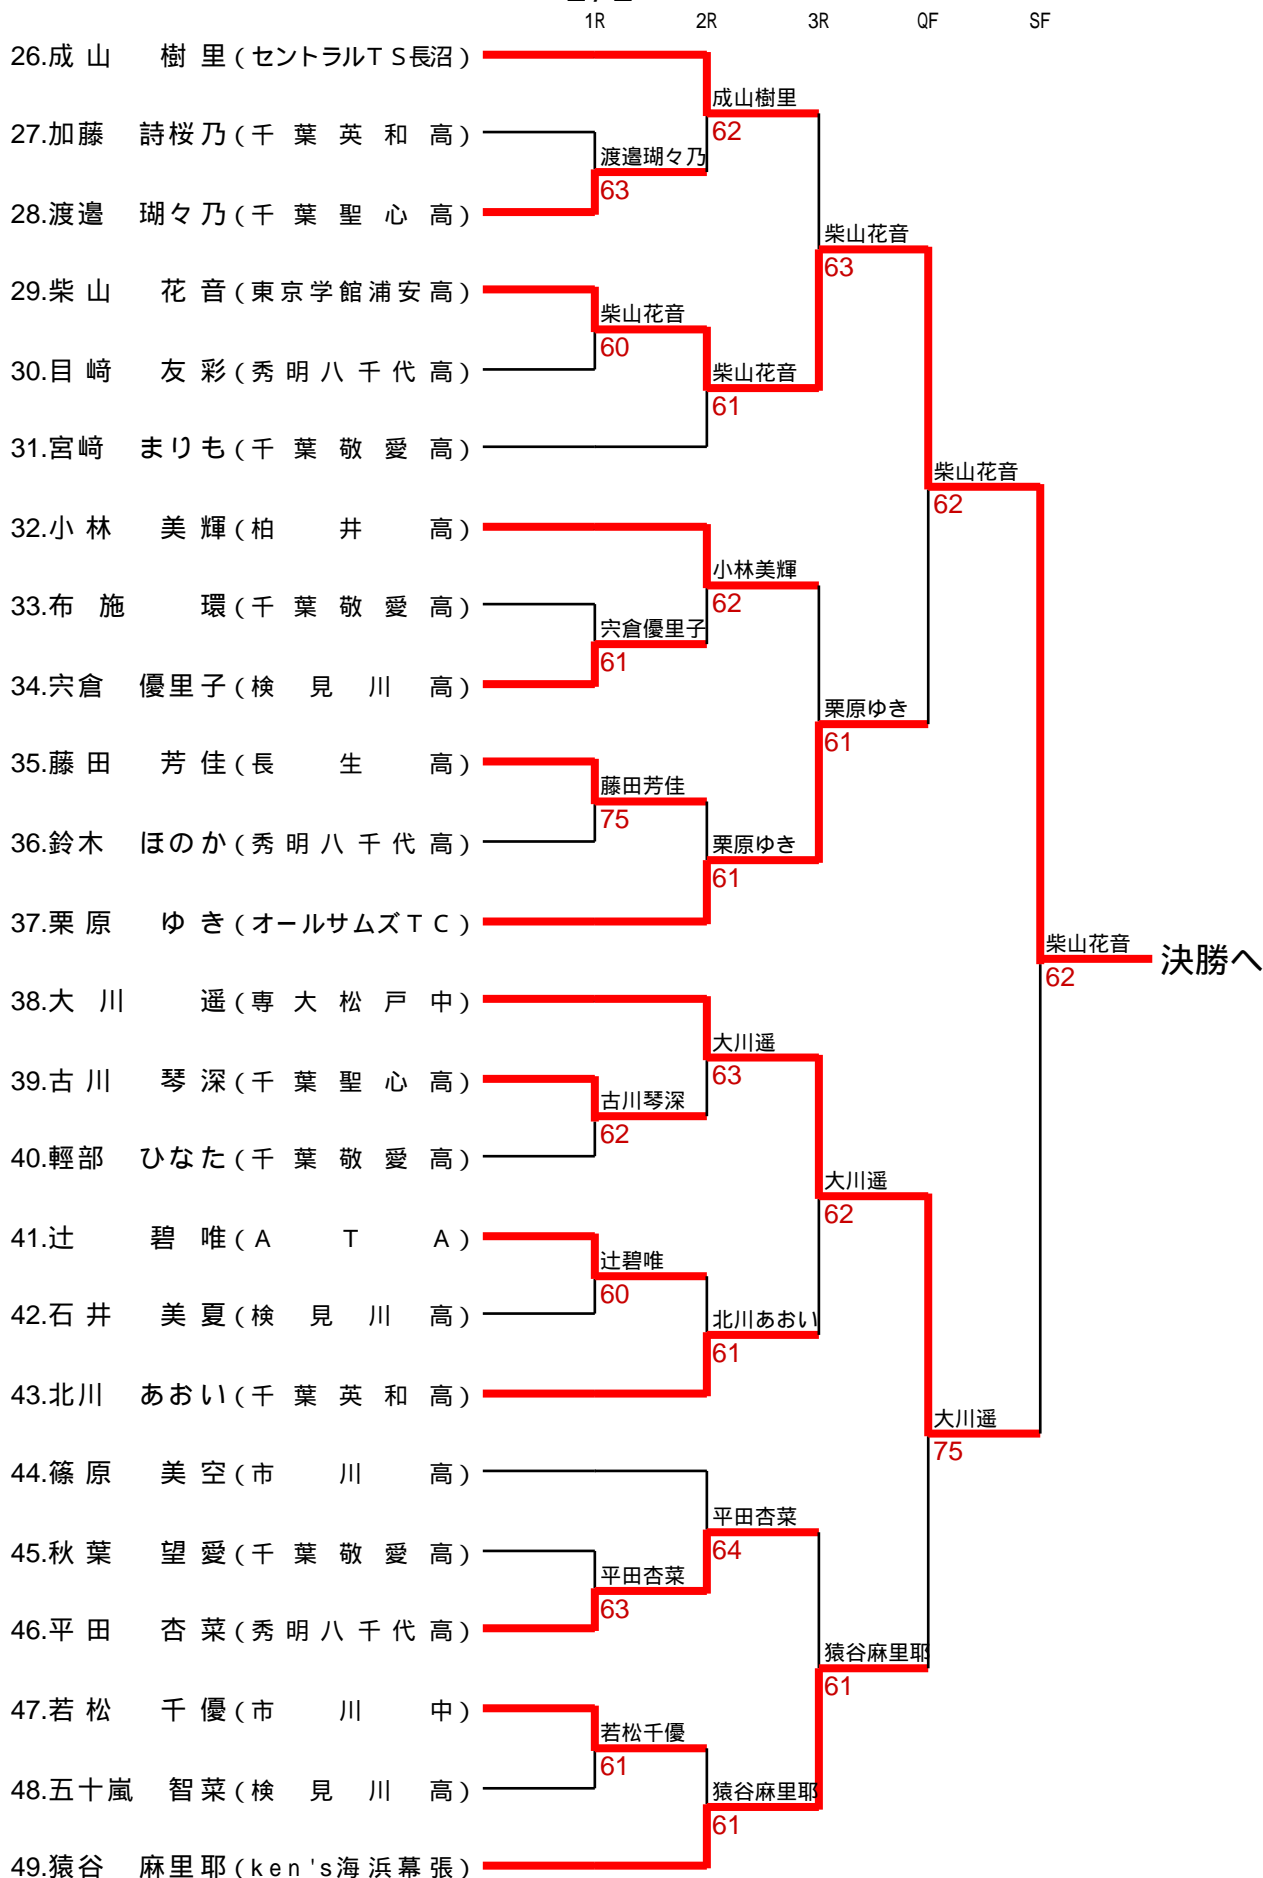 1R 2R 3R QF SF
26.成山 樹里(セントラルTS長沼)
成山樹里
62
27.加藤 詩桜乃(千葉英和高)
渡邉瑚々乃
63
28.渡邉 瑚々乃(千葉聖心高)
柴山花音
63
29.柴山 花音(東京学館浦安高)
柴山花音
60
30.目﨑 友彩(秀明八千代高)
柴山花音
61
31.宮﨑 まりも(千葉敬愛高)
柴山花音
62
32.小林 美輝(柏井高)
小林美輝
62
33.布施 環(千葉敬愛高)
宍倉優里子
61
34.宍倉 優里子(検見川高)
栗原ゆき
61
35.藤田 芳佳(長生高)
藤田芳佳
75
36.鈴木 ほのか(秀明八千代高)
栗原ゆき
61
37.栗原 ゆき(オールサムズTC)
柴山花音
決勝へ
62
38.大川 遥(専大松戸中)
大川遥
63
39.古川 琴深(千葉聖心高)
古川琴深
62
40.輕部 ひなた(千葉敬愛高)
大川遥
62
41.辻 碧唯(ATA)
辻碧唯
60
42.石井 美夏(検見川高)
北川あおい
61
43.北川 あおい(千葉英和高)
大川遥
75
44.篠原 美空(市川高)
平田杏菜
64
45.秋葉 望愛(千葉敬愛高)
平田杏菜
63
46.平田 杏菜(秀明八千代高)
猿谷麻里耶
61
47.若松 千優(市川中)
若松千優
61
48.五十嵐 智菜(検見川高)
猿谷麻里耶
61
49.猿谷 麻里耶(ken's海浜幕張)